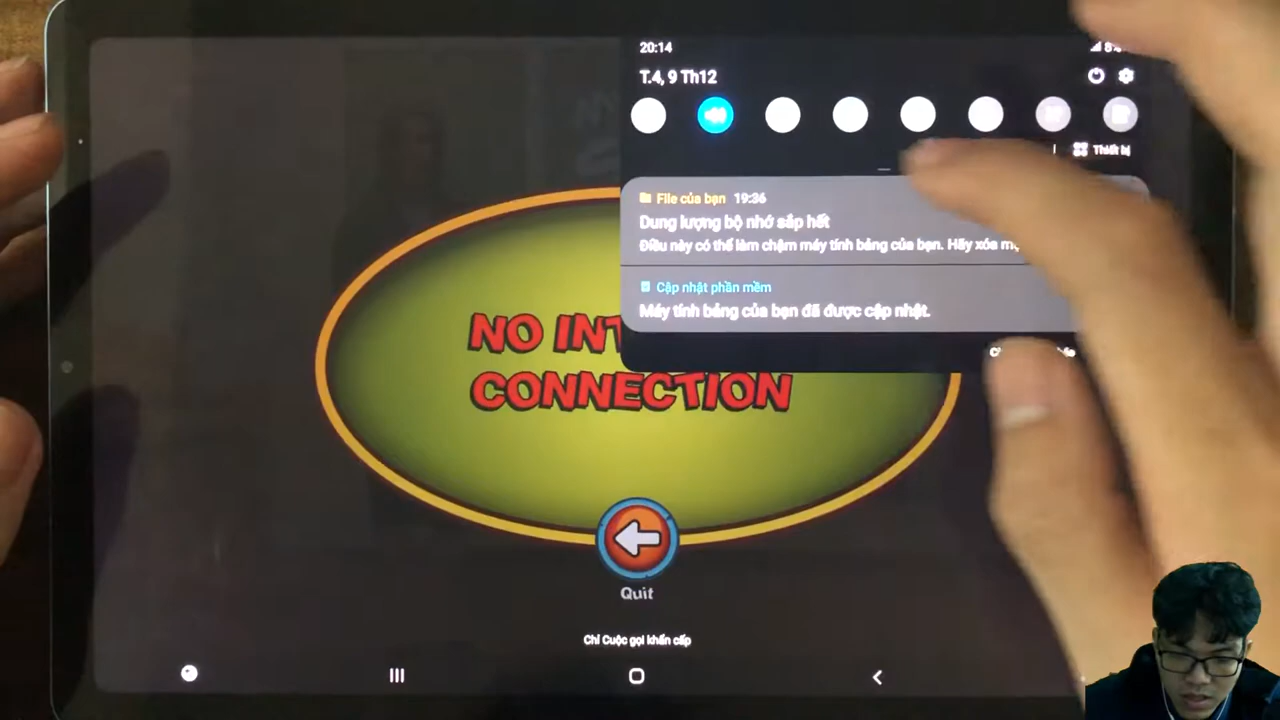 20:14
T.4, 9 Th12
Thiết bị
File của bạn 19:36
Dung lượng bộ nhớ sắp hết
Điều này có thể làm chậm máy tính bảng của bạn. Hãy xóa
Cập nhật phần mềm
Máy tính bảng của bạn đã được cập nhật.
NO INT
CONNECTION
Quit
Chỉ Cuộc gọi khẩn cấp